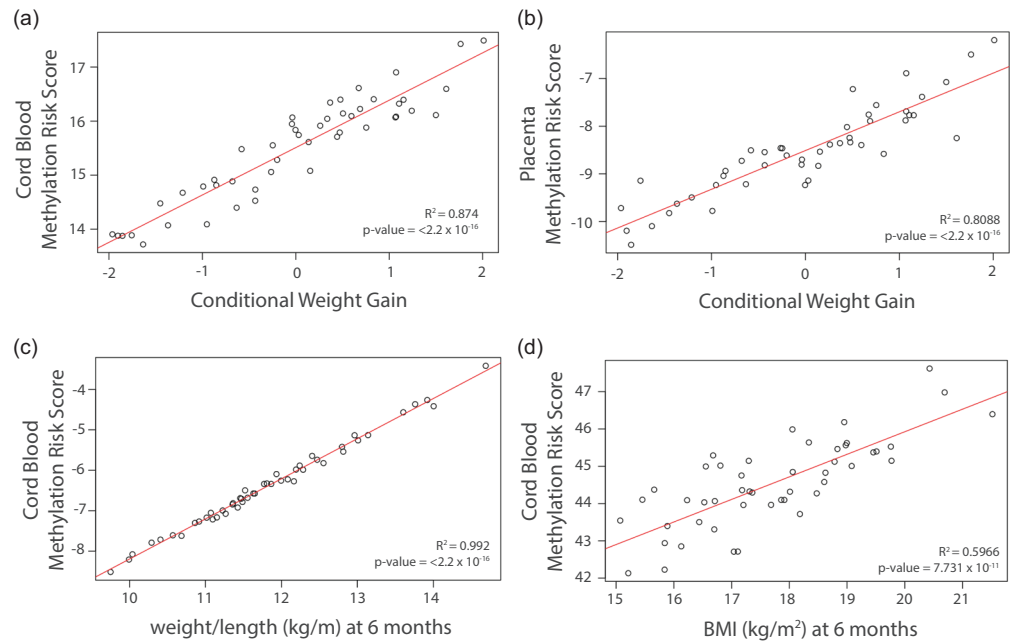 (a)
Cord Blood
Methylation Risk Score
17
16
15
14
R² = 0.874
p-value = <2.2 x 10⁻¹⁶
-2 -1 0 1 2
Conditional Weight Gain
(b)
Placenta
Methylation Risk Score
-7
-8
-9
-10
R² = 0.8088
p-value = <2.2 x 10⁻¹⁶
-2 -1 0 1 2
Conditional Weight Gain
(c)
Cord Blood
Methylation Risk Score
-4
-5
-6
-7
-8
R² = 0.992
p-value = <2.2 x 10⁻¹⁶
10 11 12 13 14
weight/length (kg/m) at 6 months
(d)
Cord Blood
Methylation Risk Score
47
46
45
44
43
42
R² = 0.5966
p-value = 7.731 x 10⁻¹¹
15 16 17 18 19 20 21
BMI (kg/m²) at 6 months